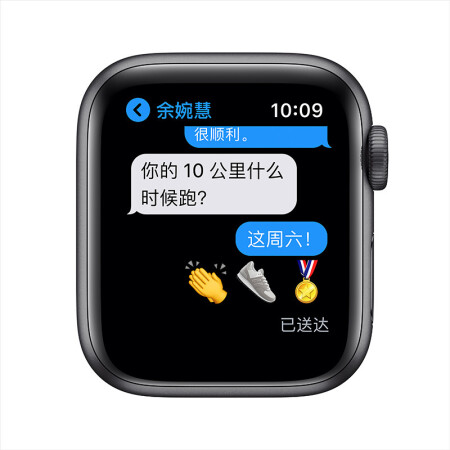 余婉慧 10:09
很顺利。
你的 10 公里什么
时候跑?
这周六!
已送达